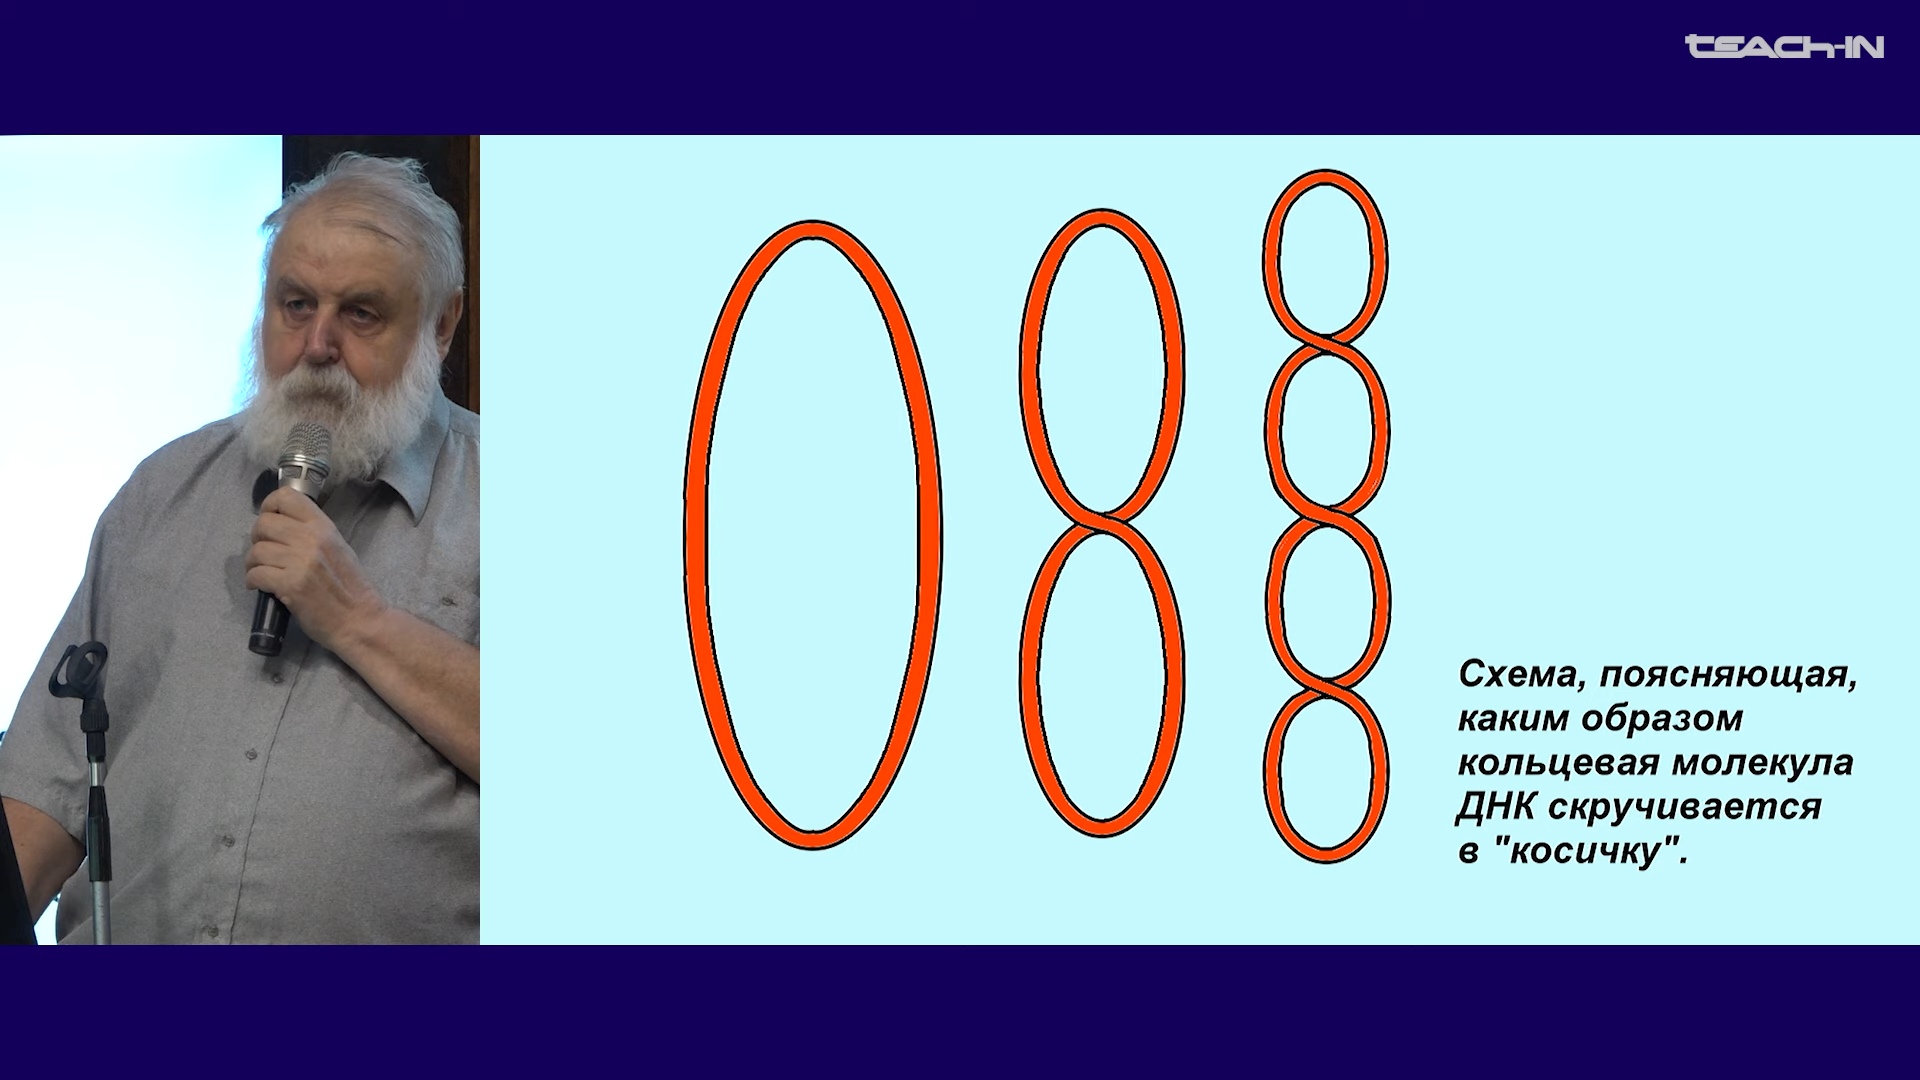 teach-in
Схема, поясняющая,
каким образом
кольцевая молекула
ДНК скручивается
в "косичку".